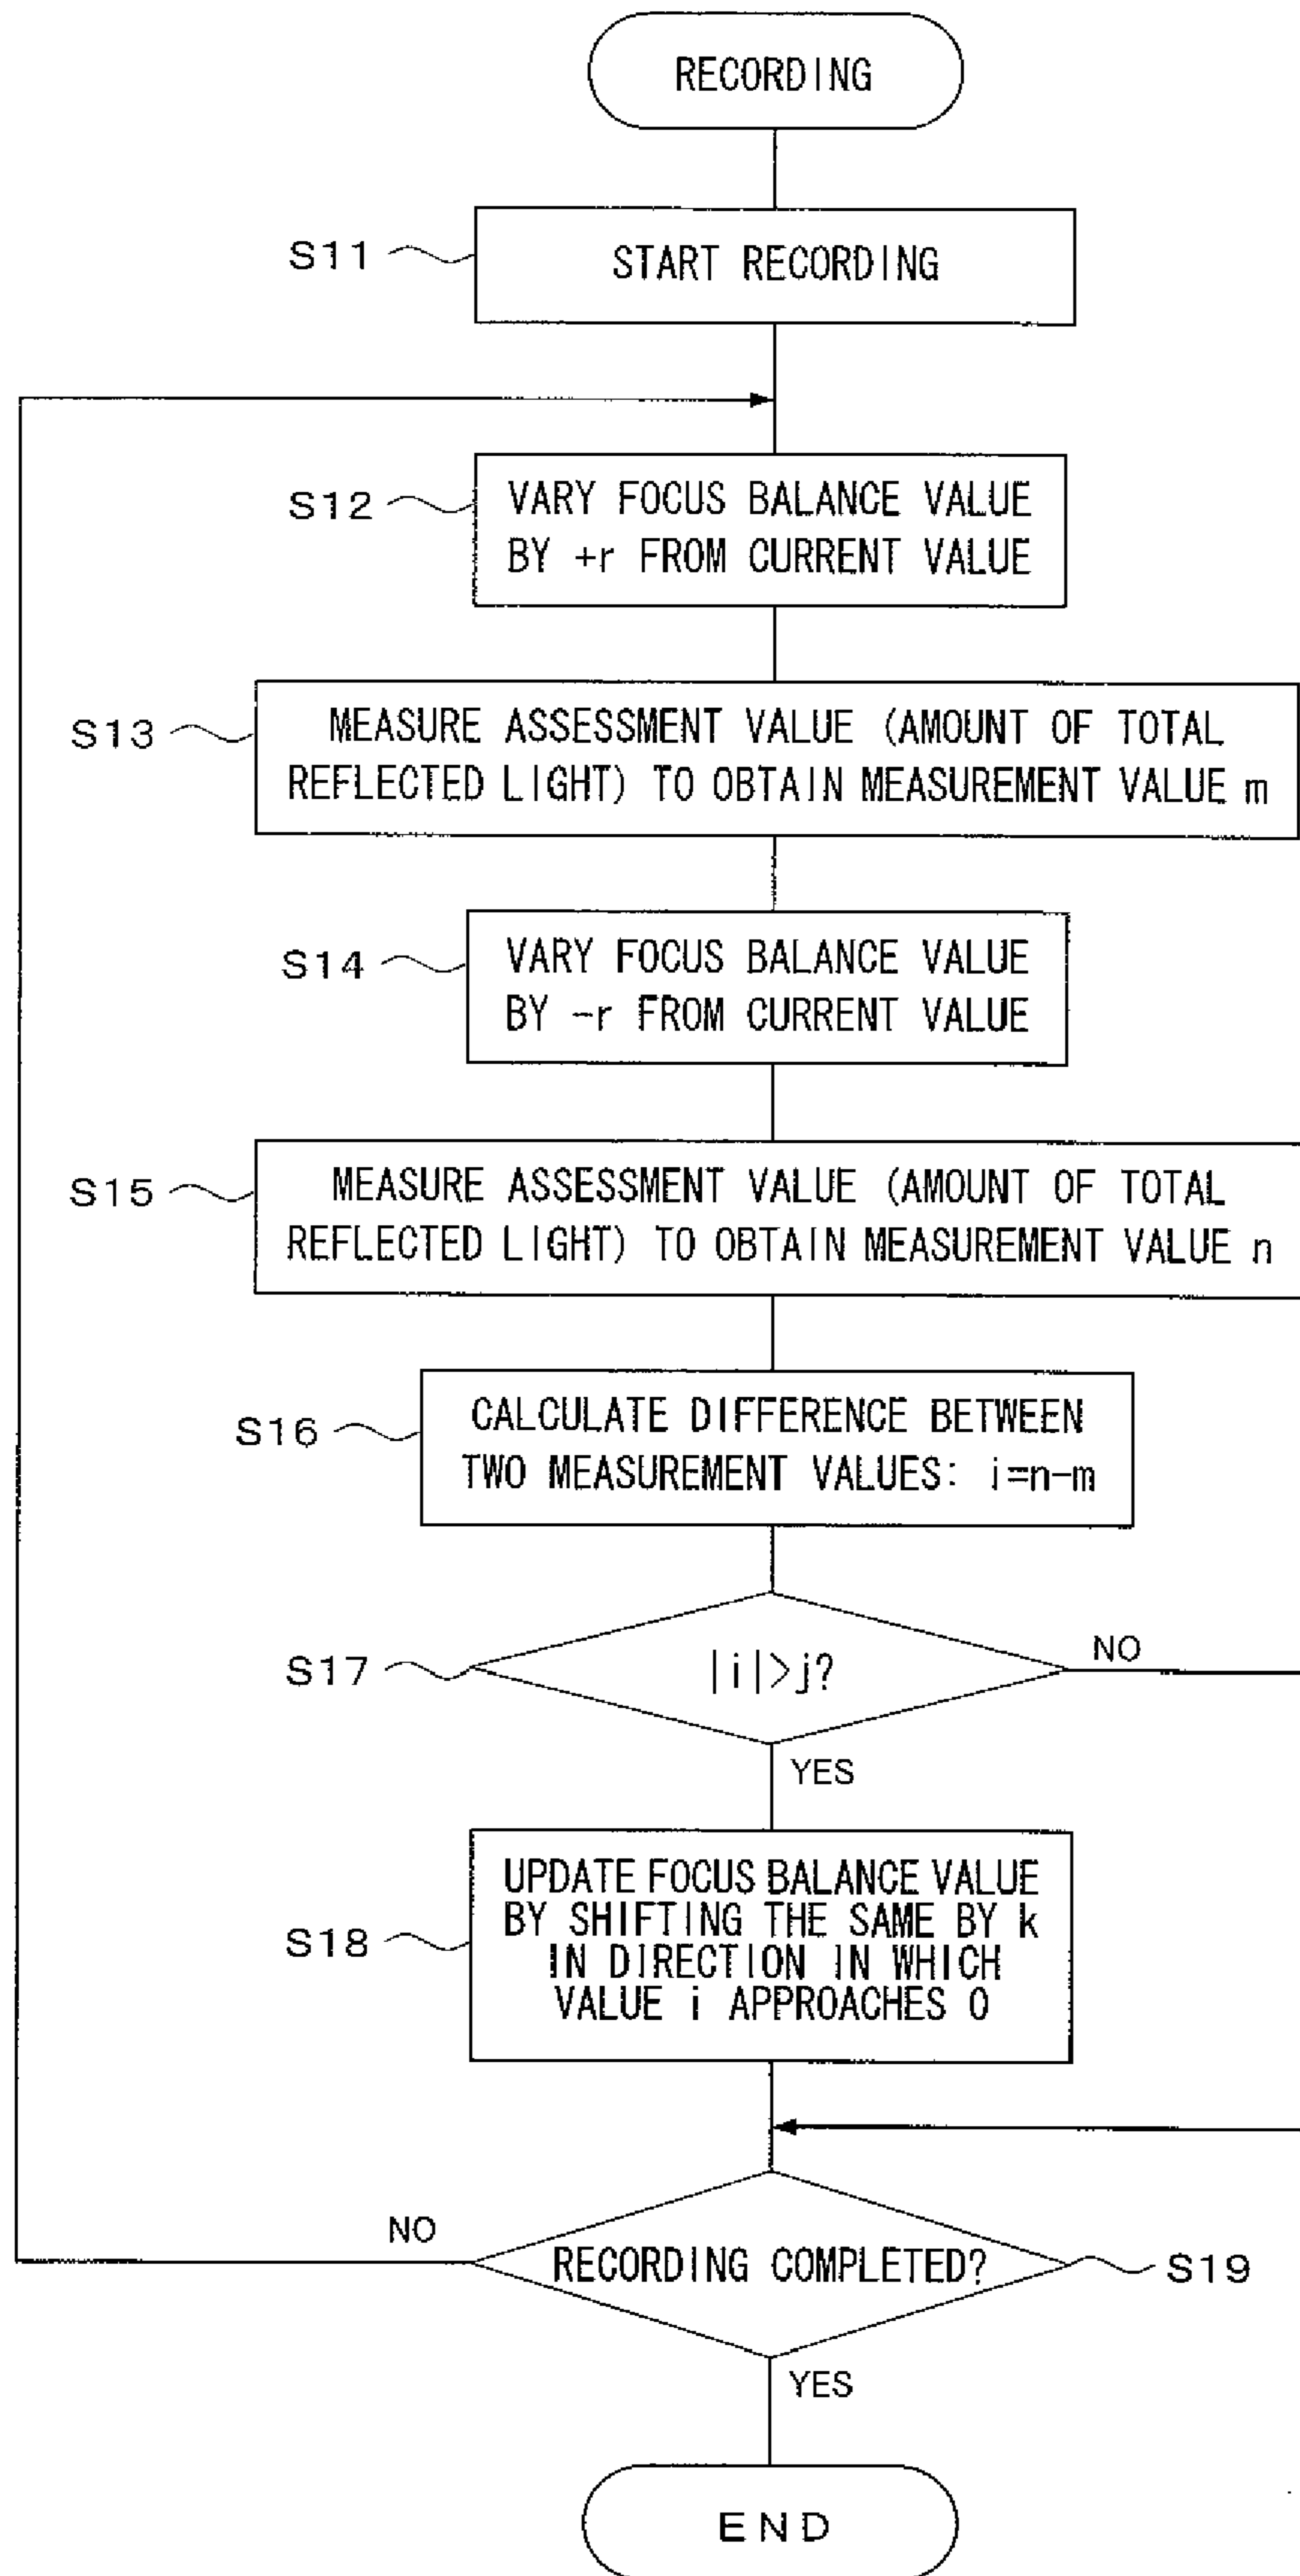 RECORDING
S11
START RECORDING
S12
VARY FOCUS BALANCE VALUE
BY +r FROM CURRENT VALUE
S13
MEASURE ASSESSMENT VALUE (AMOUNT OF TOTAL
REFLECTED LIGHT) TO OBTAIN MEASUREMENT VALUE m
S14
VARY FOCUS BALANCE VALUE
BY -r FROM CURRENT VALUE
S15
MEASURE ASSESSMENT VALUE (AMOUNT OF TOTAL
REFLECTED LIGHT) TO OBTAIN MEASUREMENT VALUE n
S16
CALCULATE DIFFERENCE BETWEEN
TWO MEASUREMENT VALUES: i=n-m
S17
|i|>j?
NO
YES
S18
UPDATE FOCUS BALANCE VALUE
BY SHIFTING THE SAME BY k
IN DIRECTION IN WHICH
VALUE i APPROACHES 0
NO
RECORDING COMPLETED?
S19
YES
END